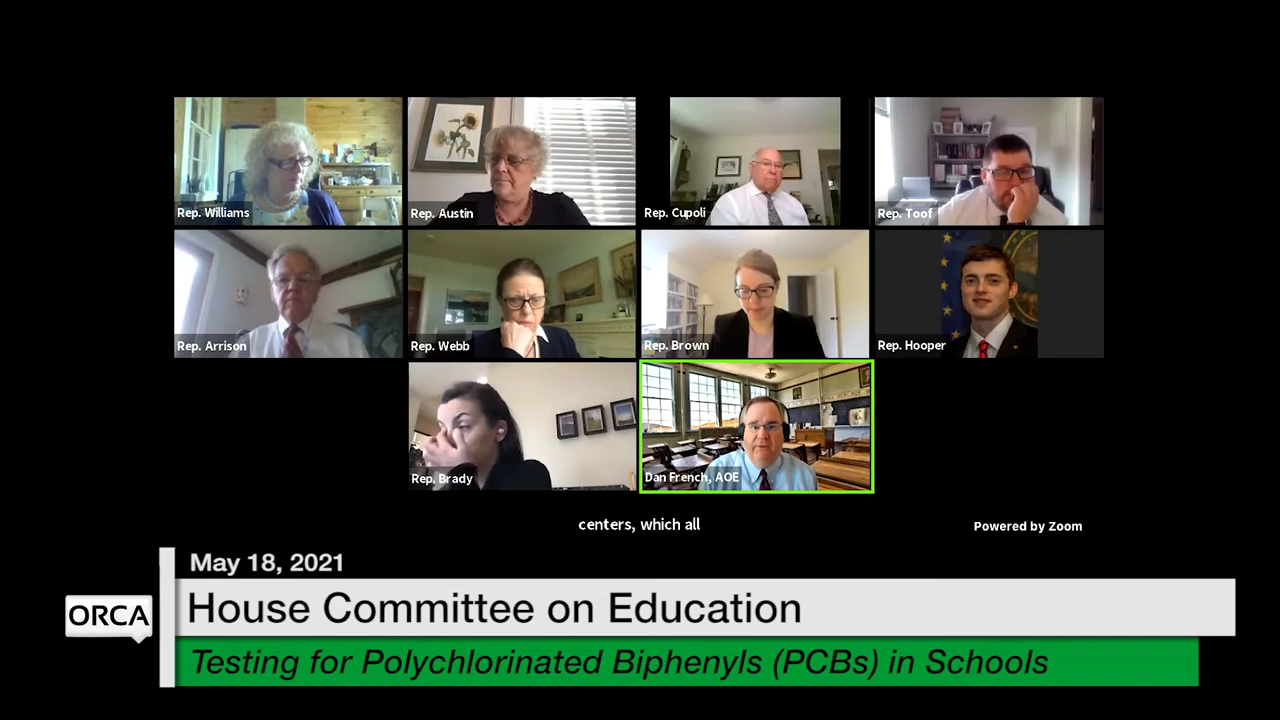 Rep. Williams
Rep. Austin
Rep. Cupoli
Rep. Toof
Rep. Arrison
Rep. Webb
Rep. Brown
Rep. Hooper
Rep. Brady
Dan French, AOE
centers, which all
Powered by Zoom
May 18, 2021
House Committee on Education
ORCA
Testing for Polychlorinated Biphenyls (PCBs) in Schools